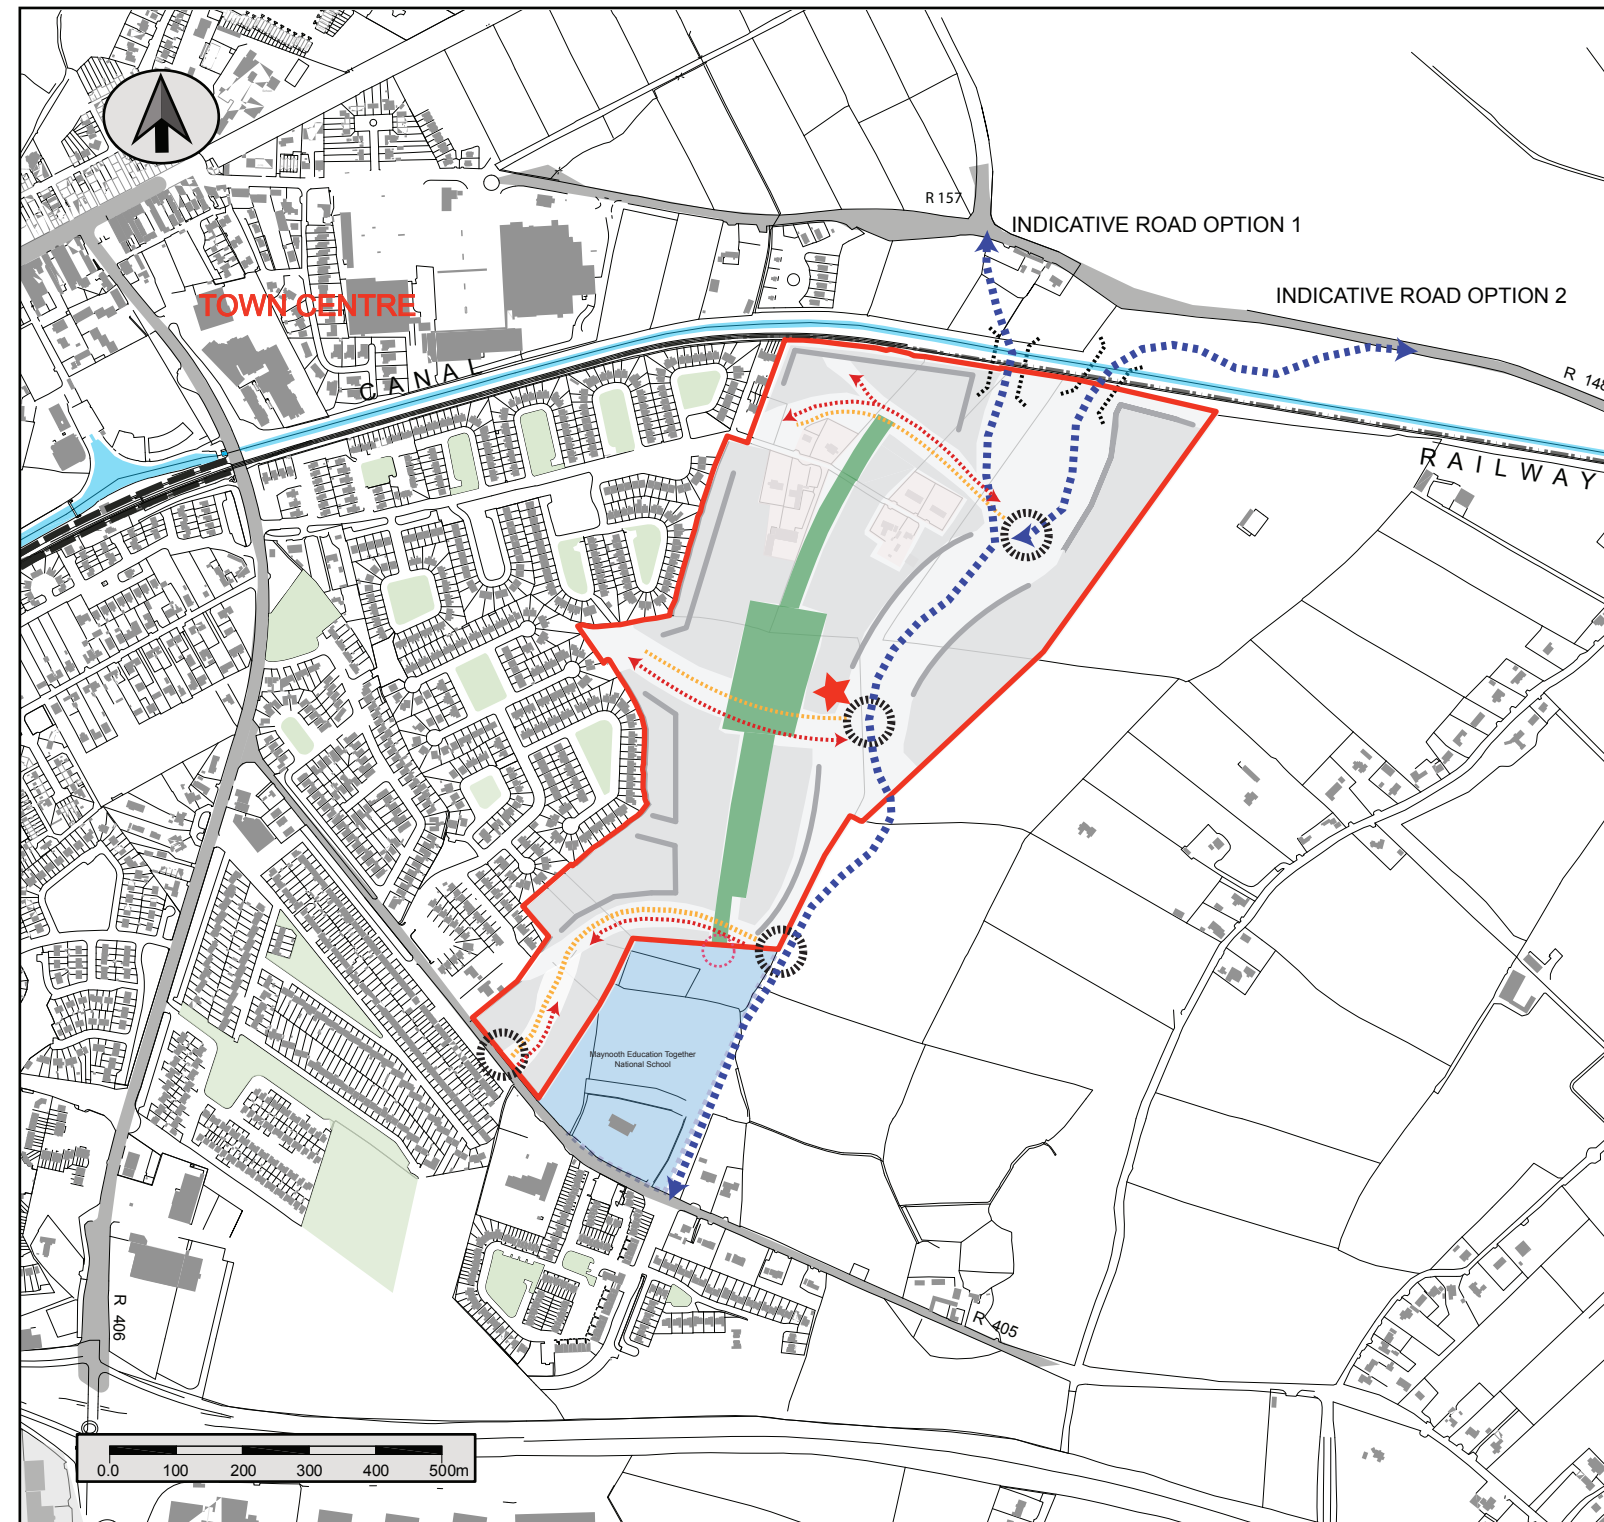 R 157
INDICATIVE ROAD OPTION 1
INDICATIVE ROAD OPTION 2
TOWN CENTRE
CANAL
R 148
RAILWAY
Maynooth Education Together
National School
R 406
R 405
0.0 100 200 300 400 500m